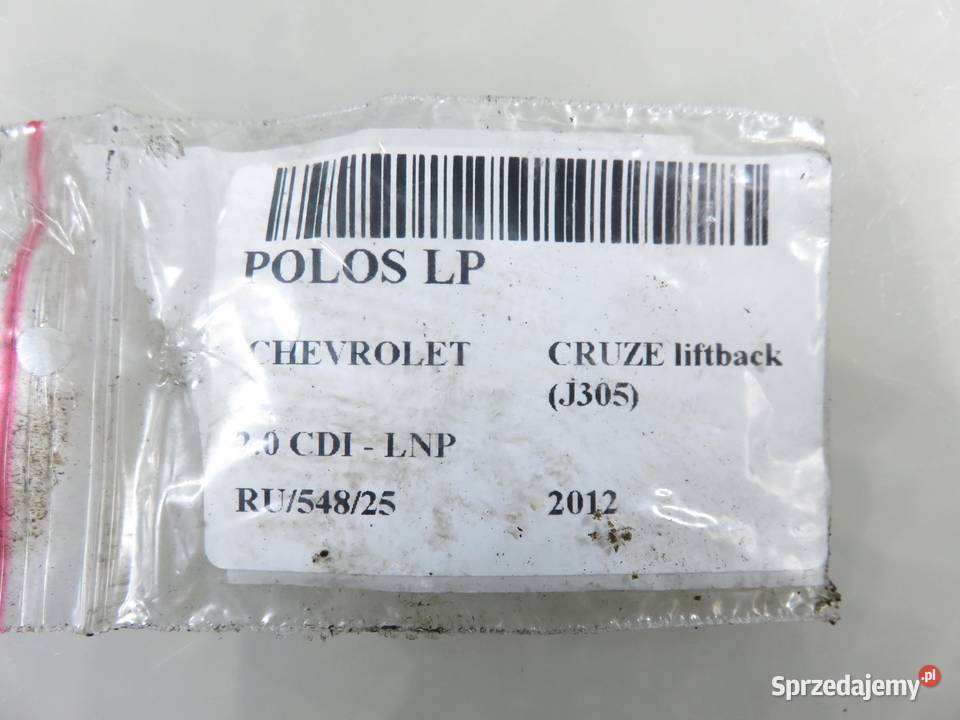 POLOS LP
CHEVROLET CRUZE liftback
(J305)
2.0 CDI - LNP
RU/548/25 2012
Sprzedajemy.pl